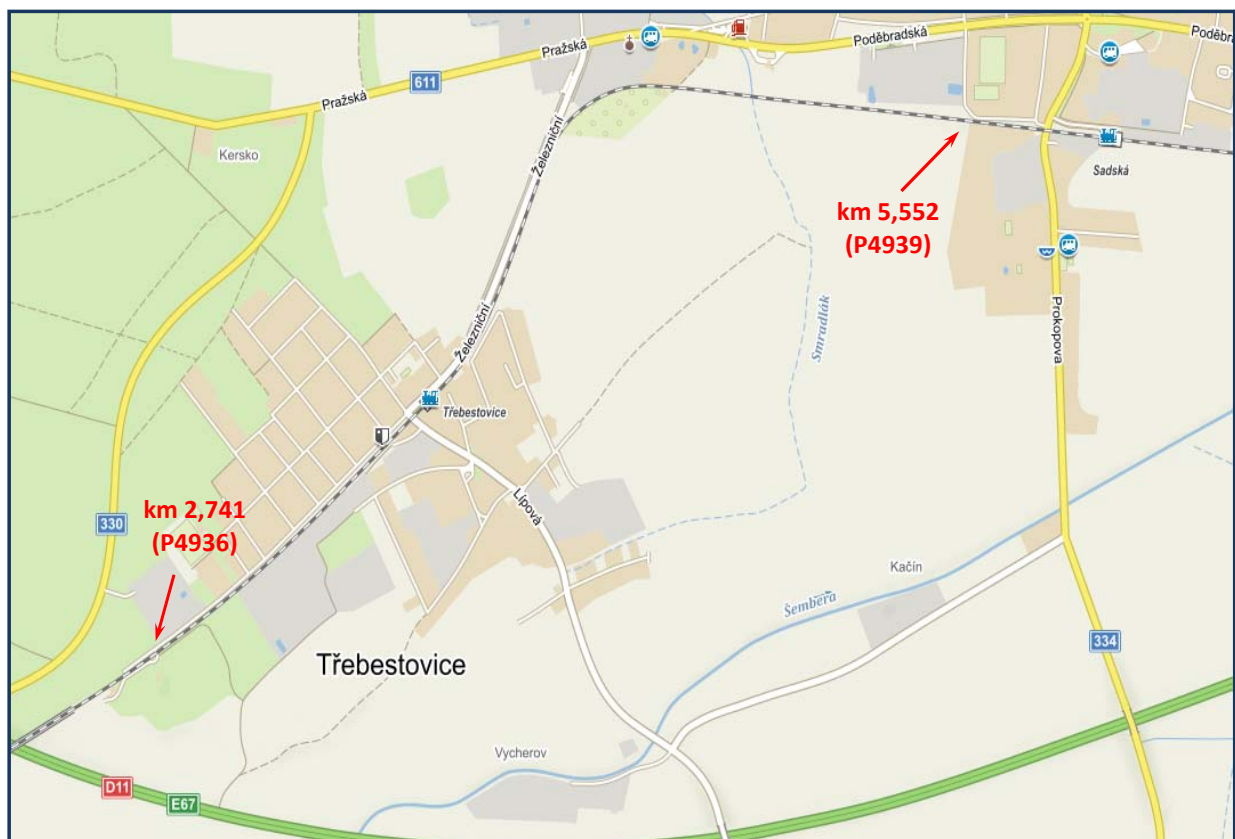 Poděbradská
Poděbra
Pražská
611
Pražská
Železniční
Kersko
Sadská
km 5,552
(P4939)
Smradlák
Prokopova
Železniční
Třebestovice
Lípová
km 2,741
(P4936)
330
Kačín
Šembera
334
Třebestovice
Vycherov
D11
E67